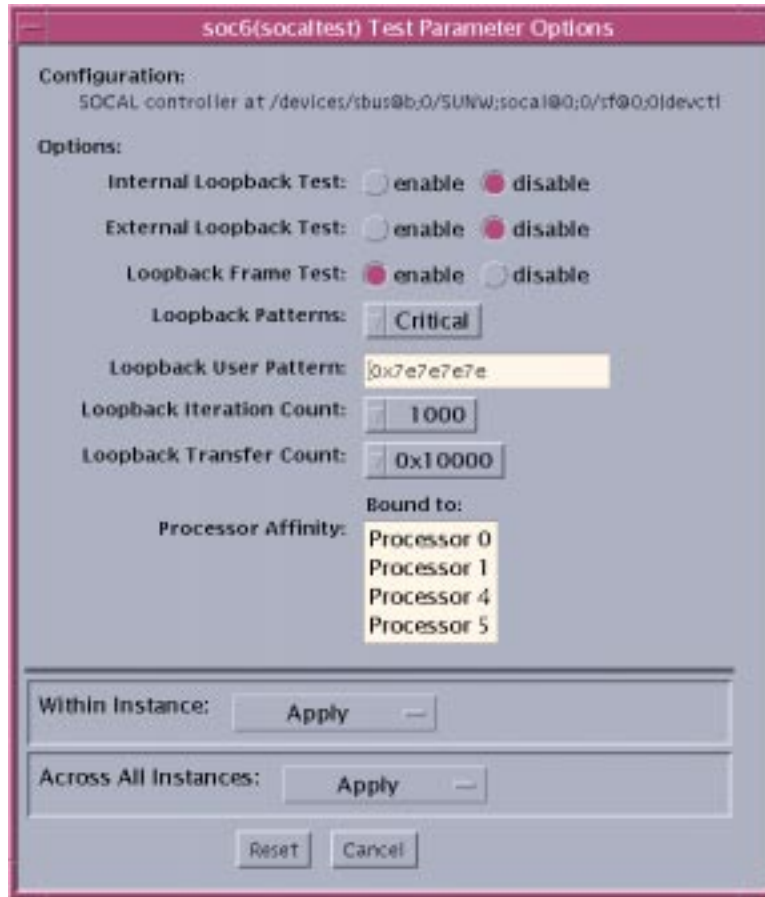 soc6(socaltest) Test Parameter Options
Configuration:
SOCAL controller at /devices/sbus@b;0/SUNW;socal@0;0/sf@0;0|devctl
Options:
Internal Loopback Test: enable disable
External Loopback Test: enable disable
Loopback Frame Test: enable disable
Loopback Patterns: Critical
Loopback User Pattern: 0x7e7e7e7e
Loopback Iteration Count: 1000
Loopback Transfer Count: 0x10000
Bound to:
Processor Affinity:
Processor 0
Processor 1
Processor 4
Processor 5
Within Instance: Apply
Across All Instances: Apply
Reset Cancel